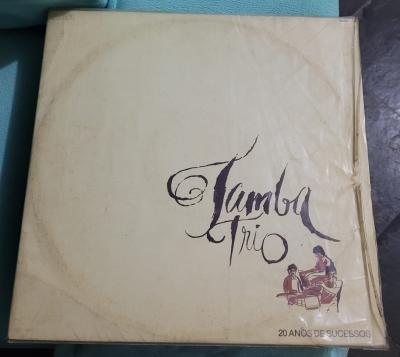 Tamba
Trio
20 ANOS DE SUCESSOS